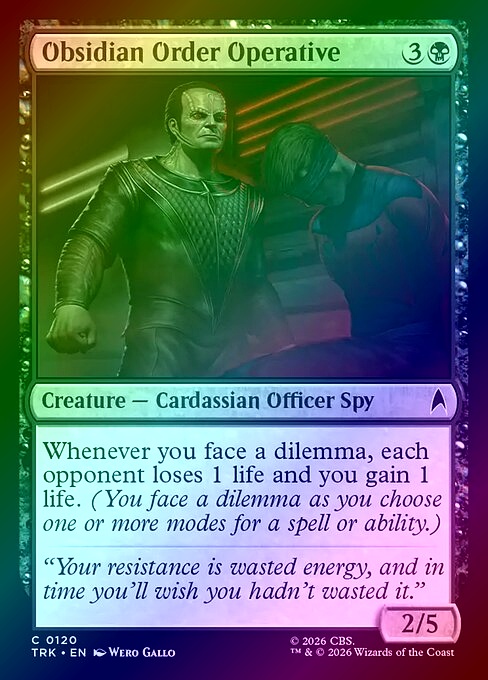 Obsidian Order Operative 3
Creature — Cardassian Officer Spy
Whenever you face a dilemma, each
opponent loses 1 life and you gain 1
life. (You face a dilemma as you choose
one or more modes for a spell or ability.)
“Your resistance is wasted energy, and in
time you’ll wish you hadn’t wasted it.”
2/5
C 0120
TRK • EN Wero Gallo
© 2026 CBS.
™ & © 2026 Wizards of the Coast